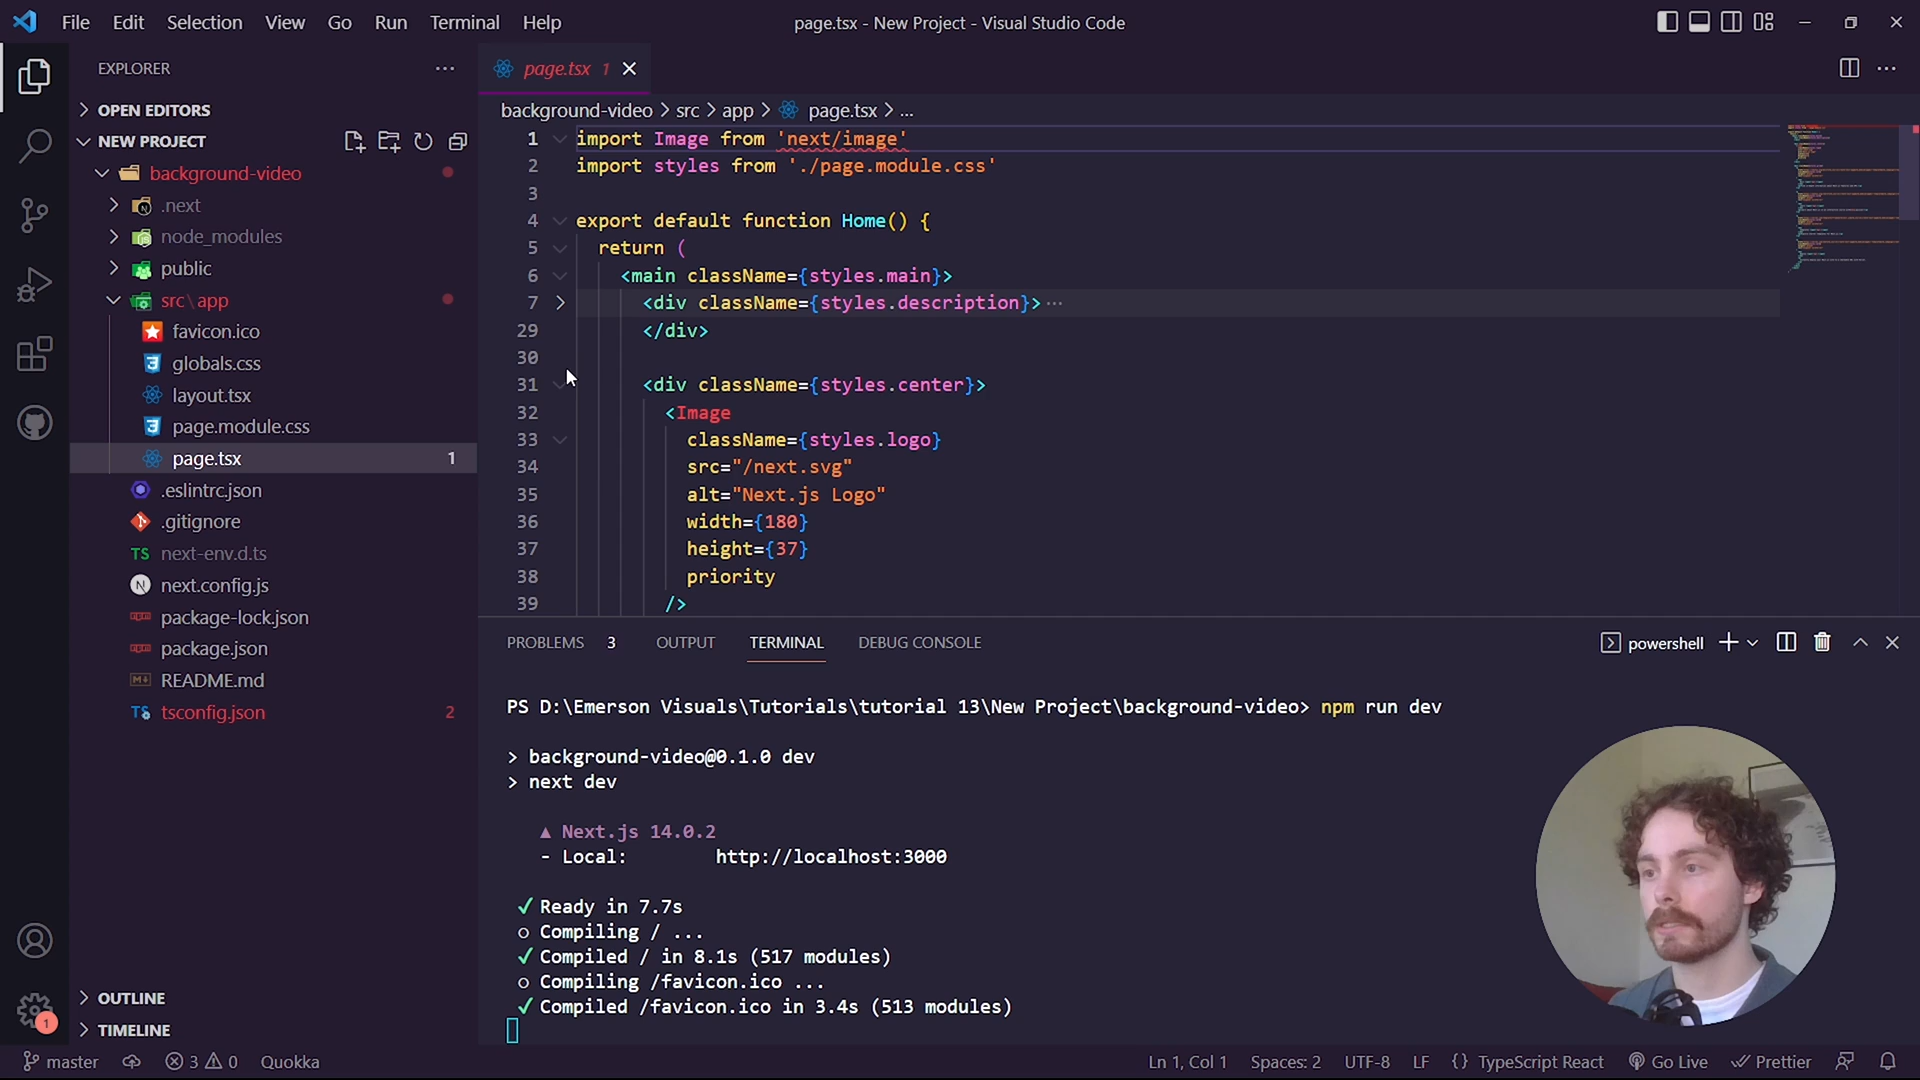 File Edit Selection View Go Run Terminal Help
page.tsx - New Project - Visual Studio Code
EXPLORER
OPEN EDITORS
NEW PROJECT
background-video
.next
node_modules
public
src\app
favicon.ico
globals.css
layout.tsx
page.module.css
page.tsx 1
.eslintrc.json
.gitignore
TS next-env.d.ts
next.config.js
package-lock.json
package.json
README.md
TS tsconfig.json 2
OUTLINE
TIMELINE
page.tsx 1
background-video > src > app > page.tsx > ...
1 import Image from 'next/image'
2 import styles from './page.module.css'
3
4 export default function Home() {
5 return (
6 <main className={styles.main}>
7 <div className={styles.description}> ...
29 </div>
30
31 <div className={styles.center}>
32 <Image
33 className={styles.logo}
34 src="/next.svg"
35 alt="Next.js Logo"
36 width={180}
37 height={37}
38 priority
39 />
PROBLEMS 3 OUTPUT TERMINAL DEBUG CONSOLE
powershell
PS D:\Emerson Visuals\Tutorials\tutorial 13\New Project\background-video> npm run dev
> background-video@0.1.0 dev
> next dev
▲ Next.js 14.0.2
- Local: http://localhost:3000
✓ Ready in 7.7s
○ Compiling / ...
✓ Compiled / in 8.1s (517 modules)
○ Compiling /favicon.ico ...
✓ Compiled /favicon.ico in 3.4s (513 modules)
1
master 3 0 Quokka
Ln 1, Col 1 Spaces: 2 UTF-8 LF {} TypeScript React Go Live Prettier